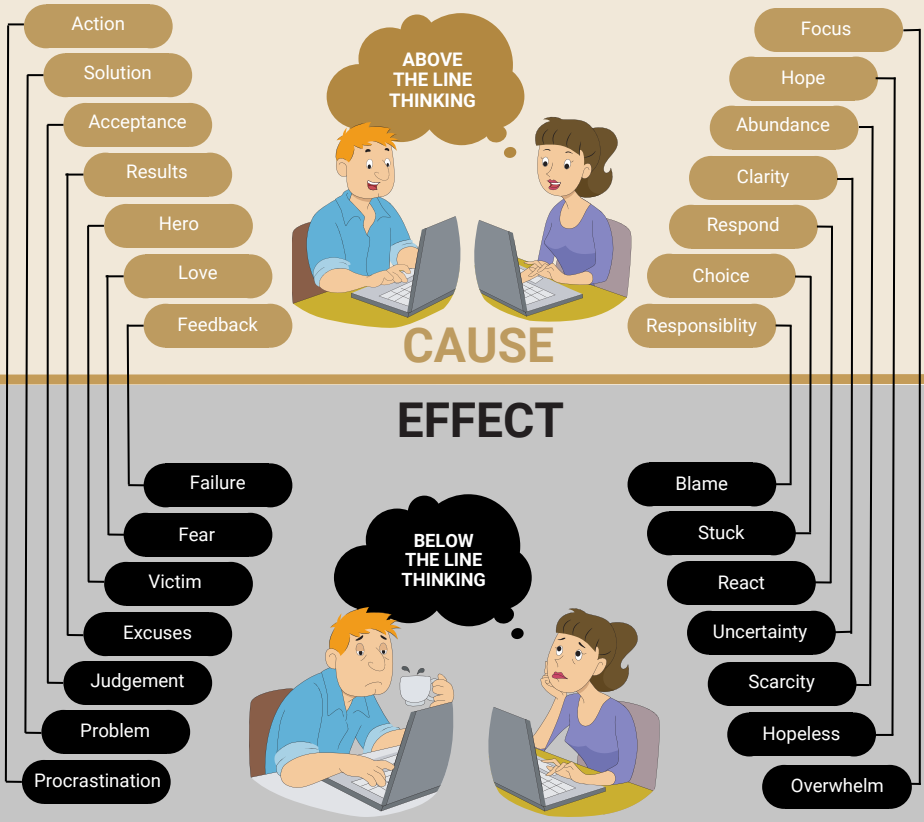 Action
Solution
Acceptance
Results
Hero
Love
Feedback
ABOVE
THE LINE
THINKING
Focus
Hope
Abundance
Clarity
Respond
Choice
Responsiblity
CAUSE
EFFECT
Failure
Fear
Victim
Excuses
Judgement
Problem
Procrastination
BELOW
THE LINE
THINKING
Blame
Stuck
React
Uncertainty
Scarcity
Hopeless
Overwhelm